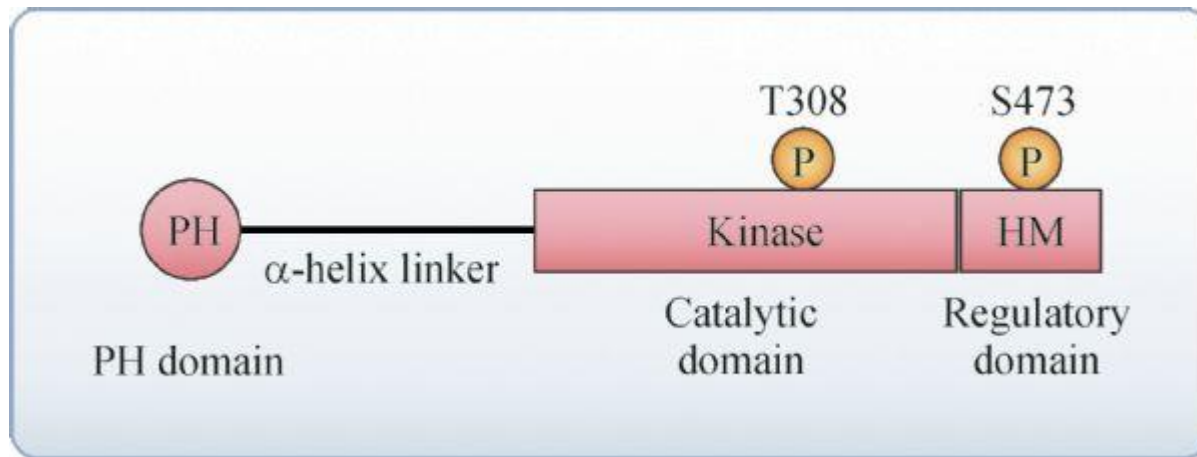 T308
S473
P
P
PH
Kinase
HM
α-helix linker
PH domain
Catalytic
domain
Regulatory
domain